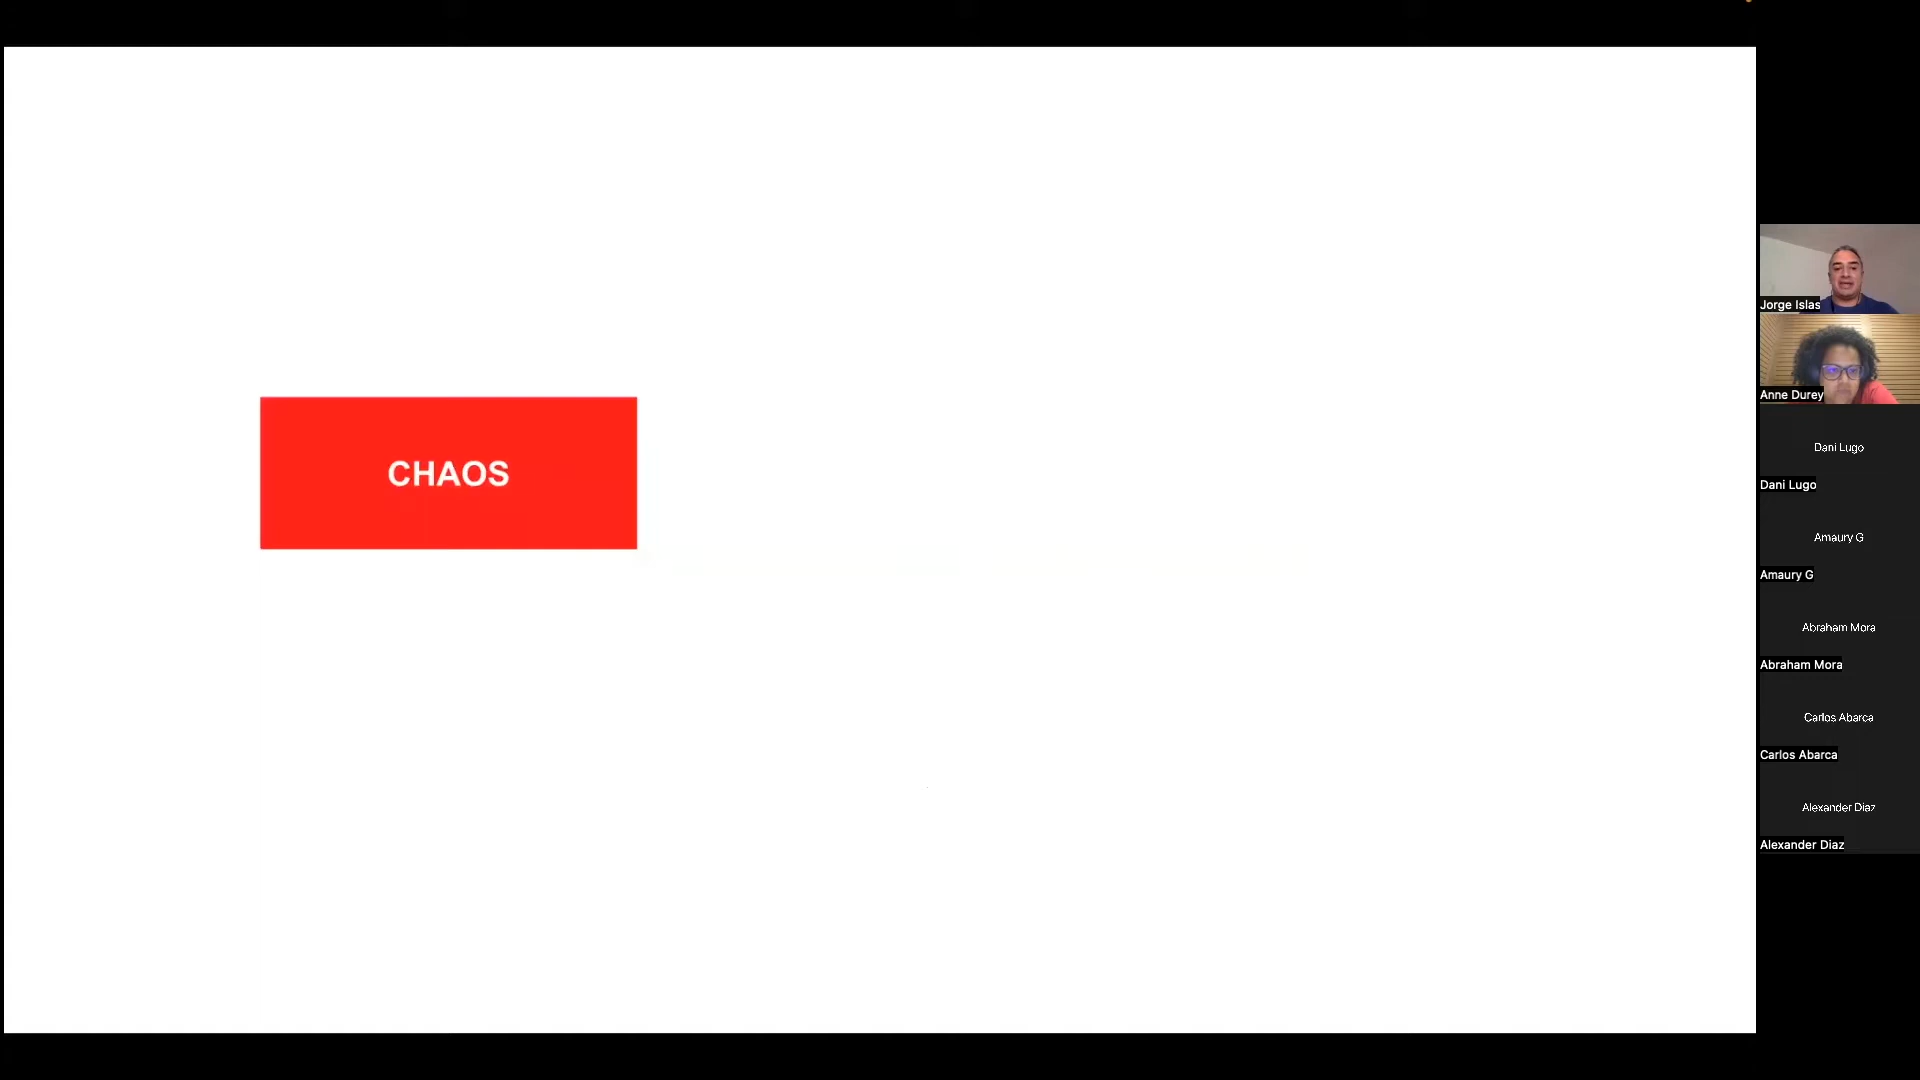 CHAOS
Jorge Islas
Anne Durey
Dani Lugo
Dani Lugo
Amaury G
Amaury G
Abraham Mora
Abraham Mora
Carlos Abarca
Carlos Abarca
Alexander Diaz
Alexander Diaz